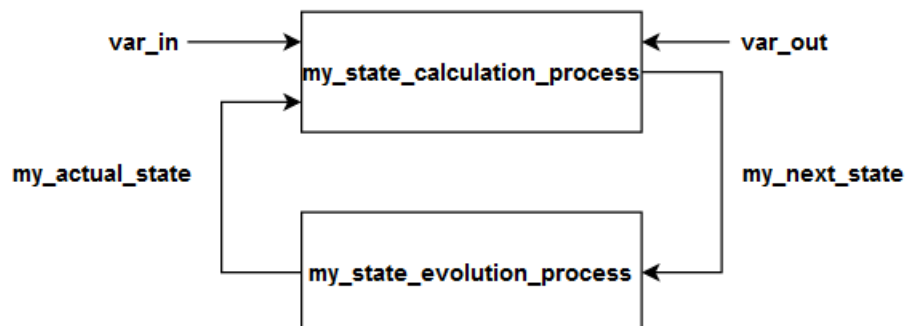 var_in
var_out
my_state_calculation_process
my_actual_state
my_next_state
my_state_evolution_process